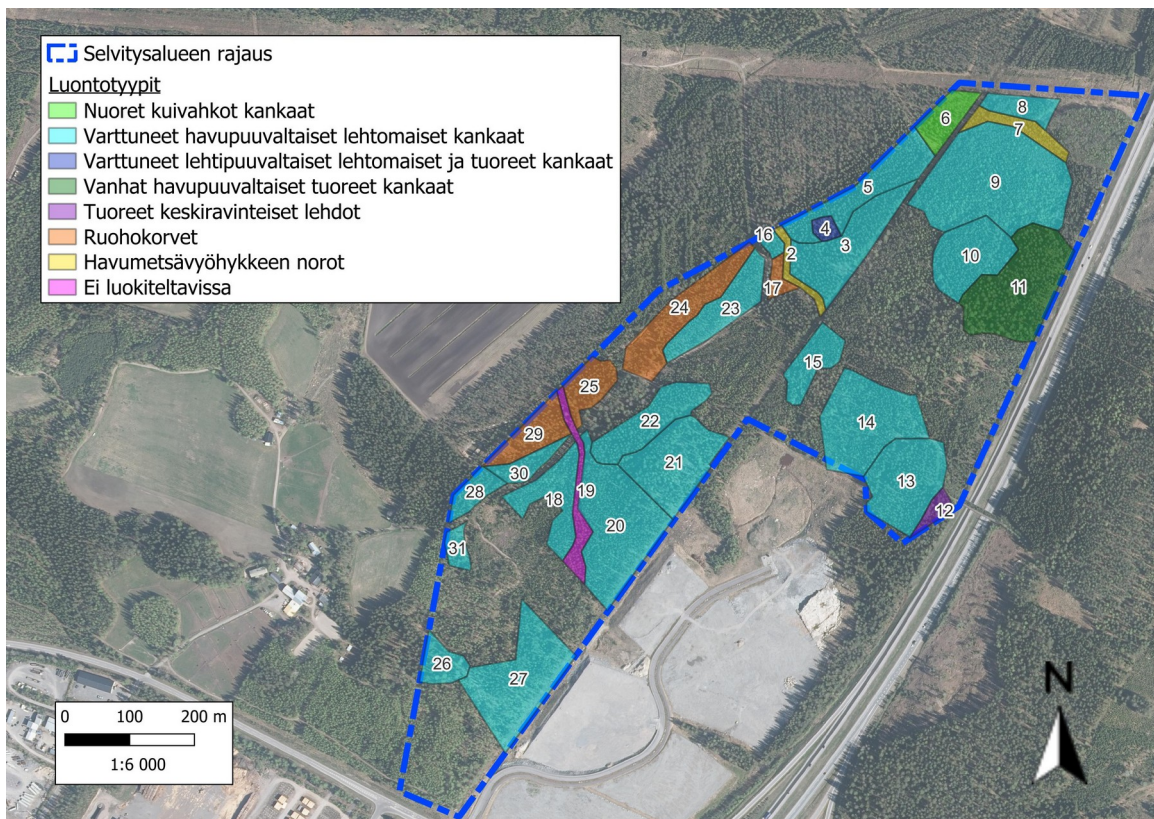 Selvitysalueen rajaus
Luontotyypit
Nuoret kuivahkot kankaat
Varttuneet havupuuvaltaiset lehtomaiset kankaat
Varttuneet lehtipuuvaltaiset lehtomaiset ja tuoreet kankaat
Vanhat havupuuvaltaiset tuoreet kankaat
Tuoreet keskiravinteiset lehdot
Ruohokorvet
Havumetsävyöhykkeen norot
Ei luokiteltavissa
8
6
7
5
9
4
16
3
2
10
17
11
24
23
15
25
22
14
29
21
30
13
19
28
18
20
12
31
26
27
N
0 100 200 m
1:6 000